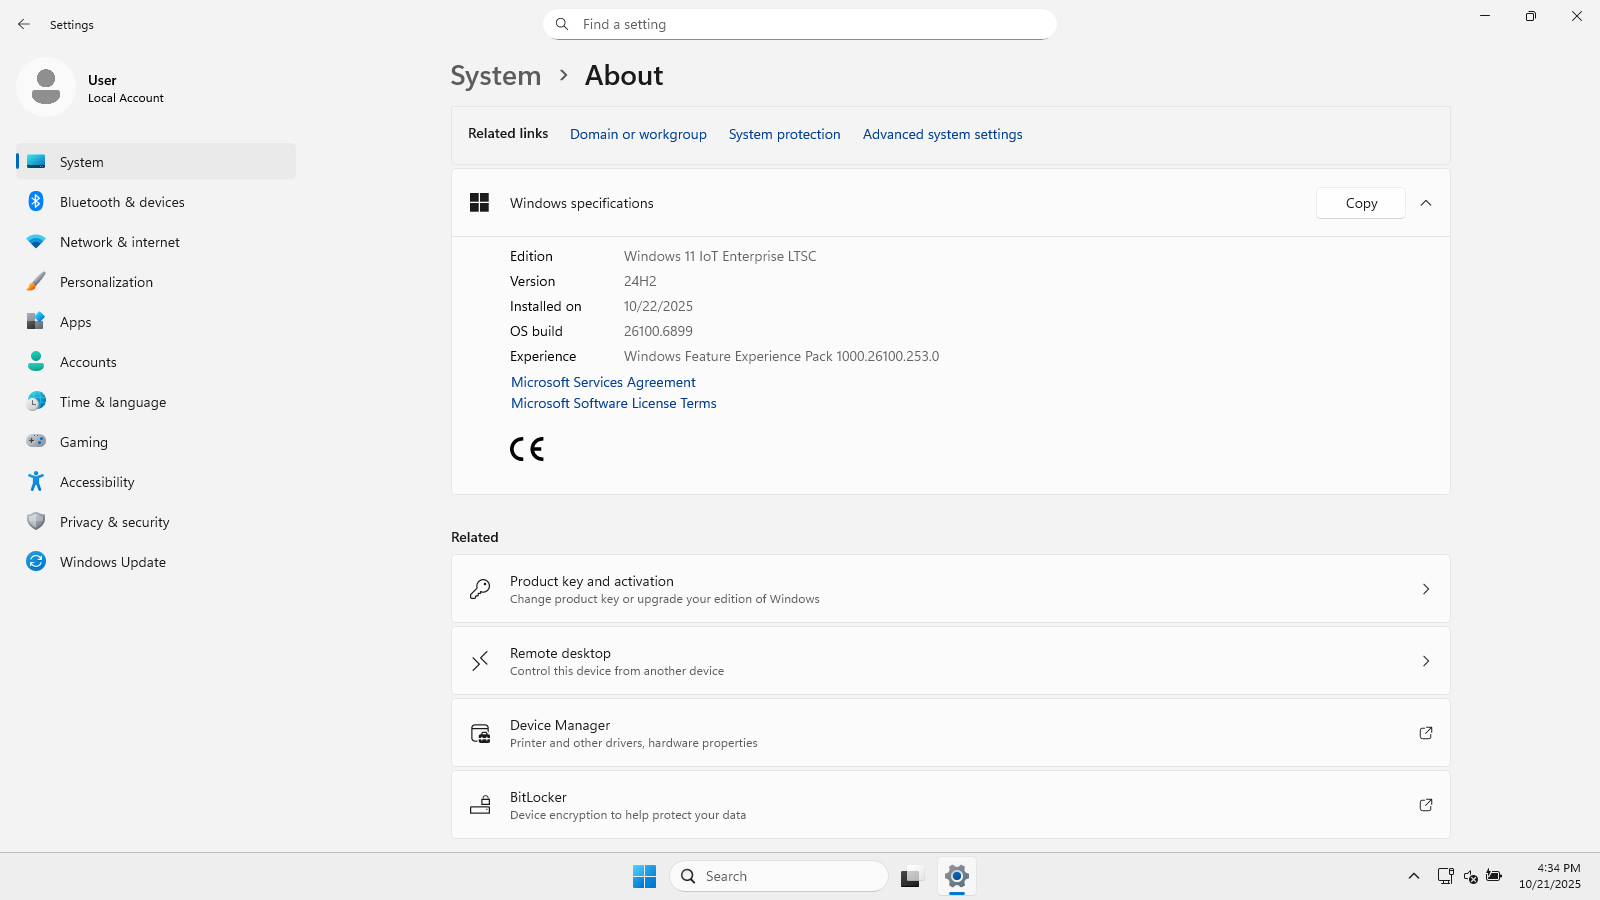 Settings
Find a setting
User
Local Account
System
Bluetooth & devices
Network & internet
Personalization
Apps
Accounts
Time & language
Gaming
Accessibility
Privacy & security
Windows Update
System > About
Related links Domain or workgroup System protection Advanced system settings
Windows specifications Copy
Edition Windows 11 IoT Enterprise LTSC
Version 24H2
Installed on 10/22/2025
OS build 26100.6899
Experience Windows Feature Experience Pack 1000.26100.253.0
Microsoft Services Agreement
Microsoft Software License Terms
CE
Related
Product key and activation
Change product key or upgrade your edition of Windows
Remote desktop
Control this device from another device
Device Manager
Printer and other drivers, hardware properties
BitLocker
Device encryption to help protect your data
Search
4:34 PM
10/21/2025